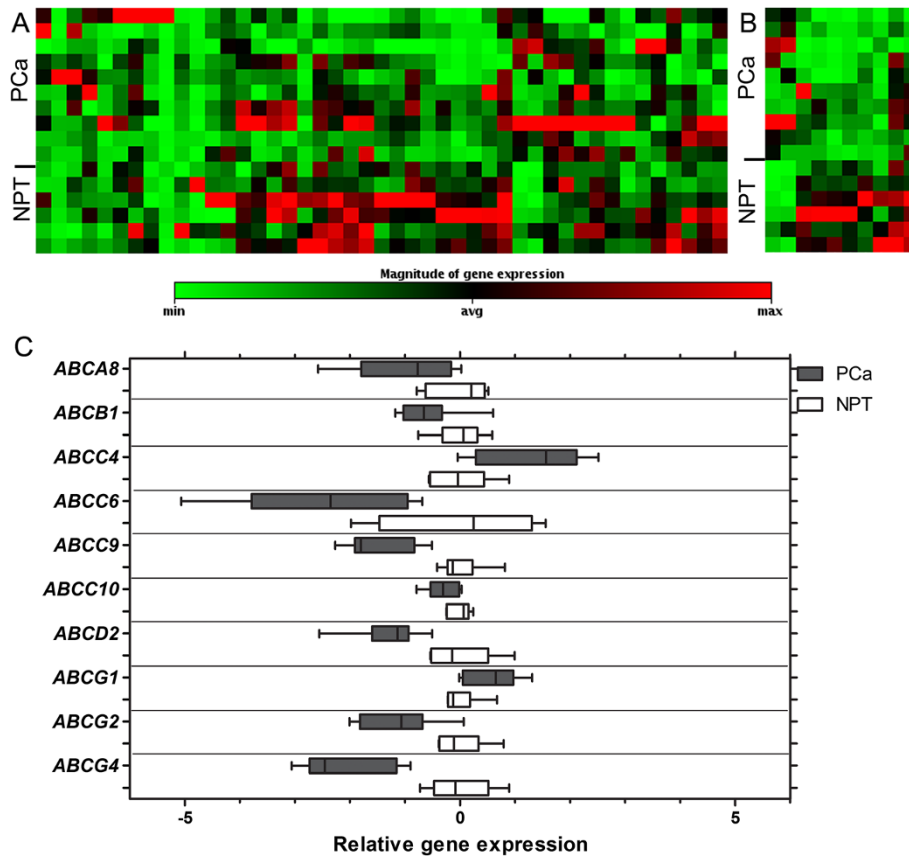 A
B
PCa
NPT
PCa
NPT
Magnitude of gene expression
min
avg
max
C
ABCA8
ABCB1
ABCC4
ABCC6
ABCC9
ABCC10
ABCD2
ABCG1
ABCG2
ABCG4
PCa
NPT
-5
0
5
Relative gene expression